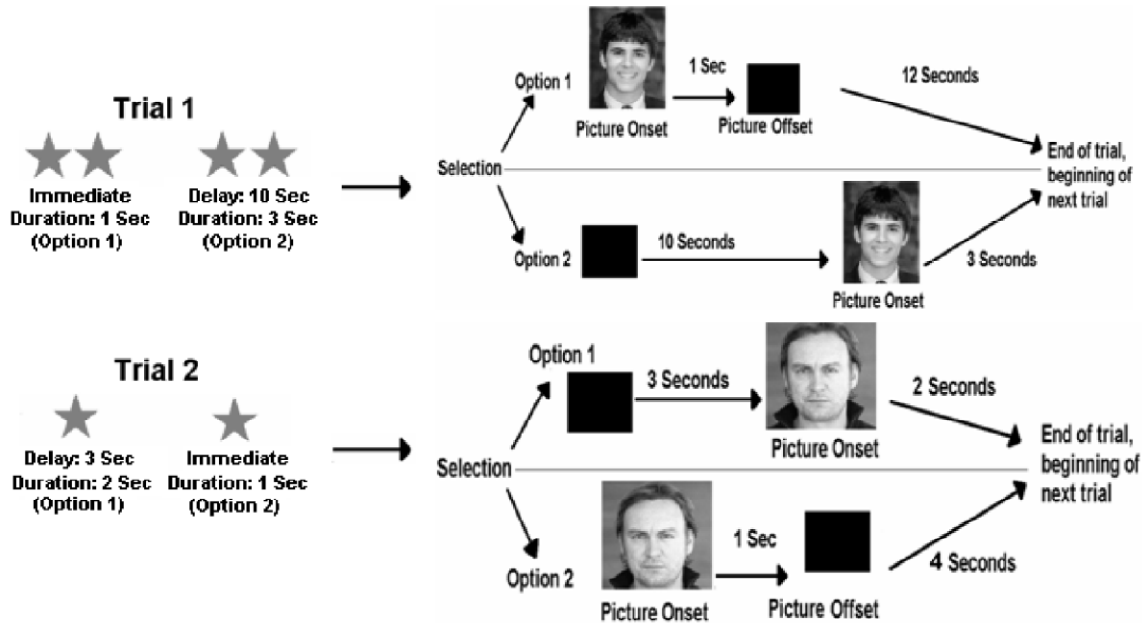 Trial 1
Immediate
Duration: 1 Sec
(Option 1)
Delay: 10 Sec
Duration: 3 Sec
(Option 2)
Selection
Option 1
Picture Onset
1 Sec
Picture Offset
12 Seconds
Option 2
10 Seconds
Picture Onset
3 Seconds
End of trial,
beginning of
next trial
Trial 2
Delay: 3 Sec
Duration: 2 Sec
(Option 1)
Immediate
Duration: 1 Sec
(Option 2)
Selection
Option 1
3 Seconds
Picture Onset
2 Seconds
Option 2
Picture Onset
1 Sec
Picture Offset
4 Seconds
End of trial,
beginning of
next trial